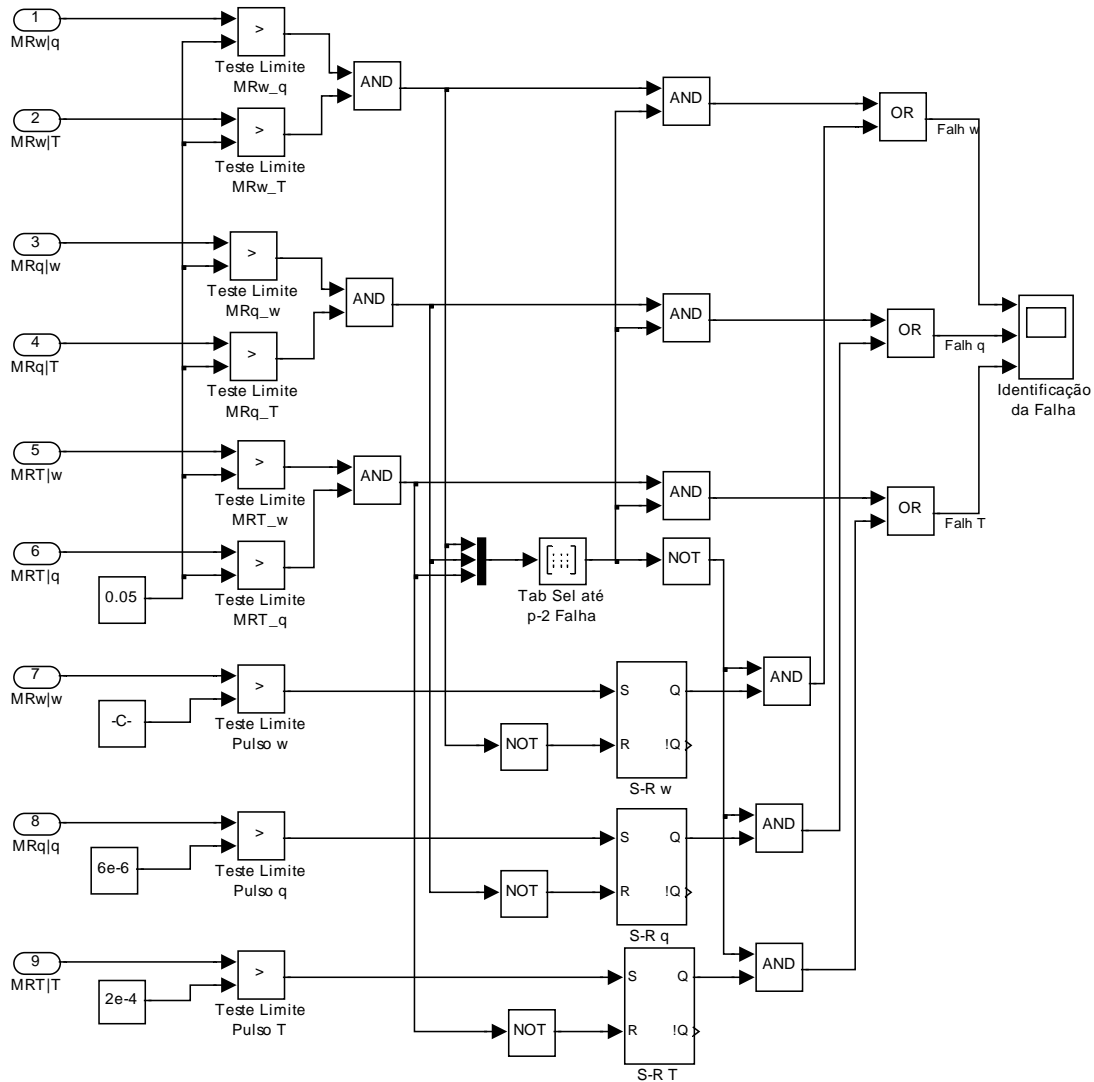 1
MRw|q
>
Teste Limite
MRw_q
AND
2
MRw|T
>
Teste Limite
MRw_T
AND
OR
Falh w
3
MRq|w
>
Teste Limite
MRq_w
AND
4
MRq|T
>
Teste Limite
MRq_T
AND
OR
Falh q
Identificação
da Falha
5
MRT|w
>
Teste Limite
MRT_w
AND
6
MRT|q
>
Teste Limite
MRT_q
0.05
AND
OR
Falh T
Tab Sel até
p-2 Falha
NOT
7
MRw|w
>
Teste Limite
Pulso w
-C-
NOT
S
Q
R
!Q
S-R w
AND
8
MRq|q
>
Teste Limite
Pulso q
6e-6
NOT
S
Q
R
!Q
S-R q
AND
9
MRT|T
>
Teste Limite
Pulso T
2e-4
NOT
S
Q
R
!Q
S-R T
AND